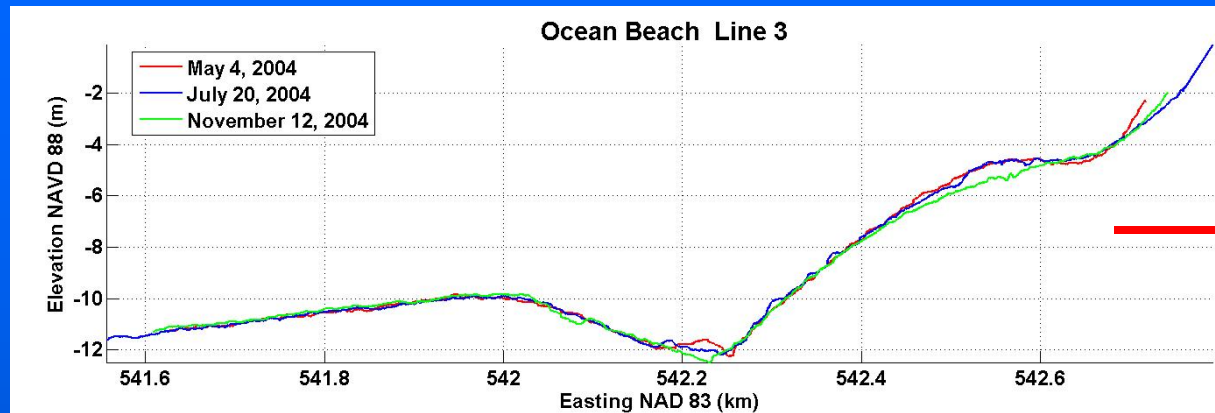 Ocean Beach Line 3
May 4, 2004
July 20, 2004
November 12, 2004
Elevation NAVD 88 (m)
-2
-4
-6
-8
-10
-12
541.6 541.8 542 542.2 542.4 542.6
Easting NAD 83 (km)